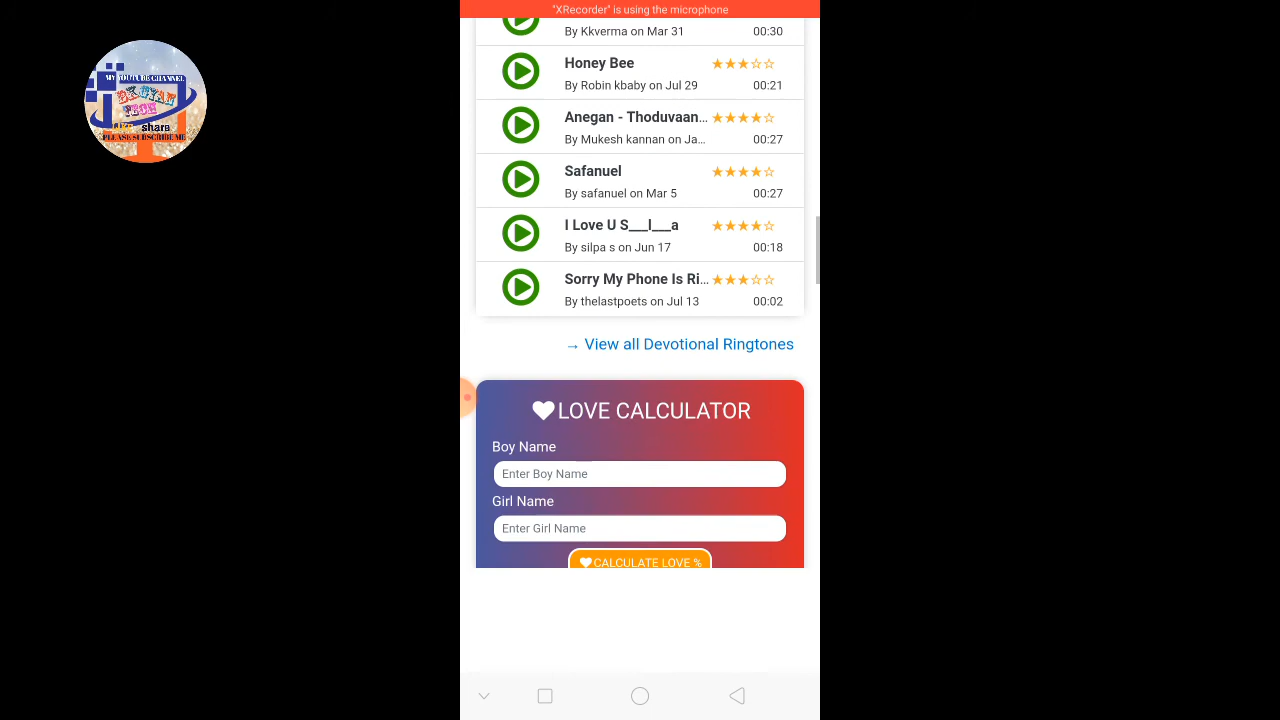 "XRecorder" is using the microphone
MY YOUTUBE CHANNEL
TECH
share
PLEASE SUBSCRIBE ME
By Kkverma on Mar 31 00:30
Honey Bee
By Robin kbaby on Jul 29 00:21
Anegan - Thoduvaan...
By Mukesh kannan on Ja... 00:27
Safanuel
By safanuel on Mar 5 00:27
I Love U S___l___a
By silpa s on Jun 17 00:18
Sorry My Phone Is Ri...
By thelastpoets on Jul 13 00:02
→ View all Devotional Ringtones
LOVE CALCULATOR
Boy Name
Enter Boy Name
Girl Name
Enter Girl Name
CALCULATE LOVE %